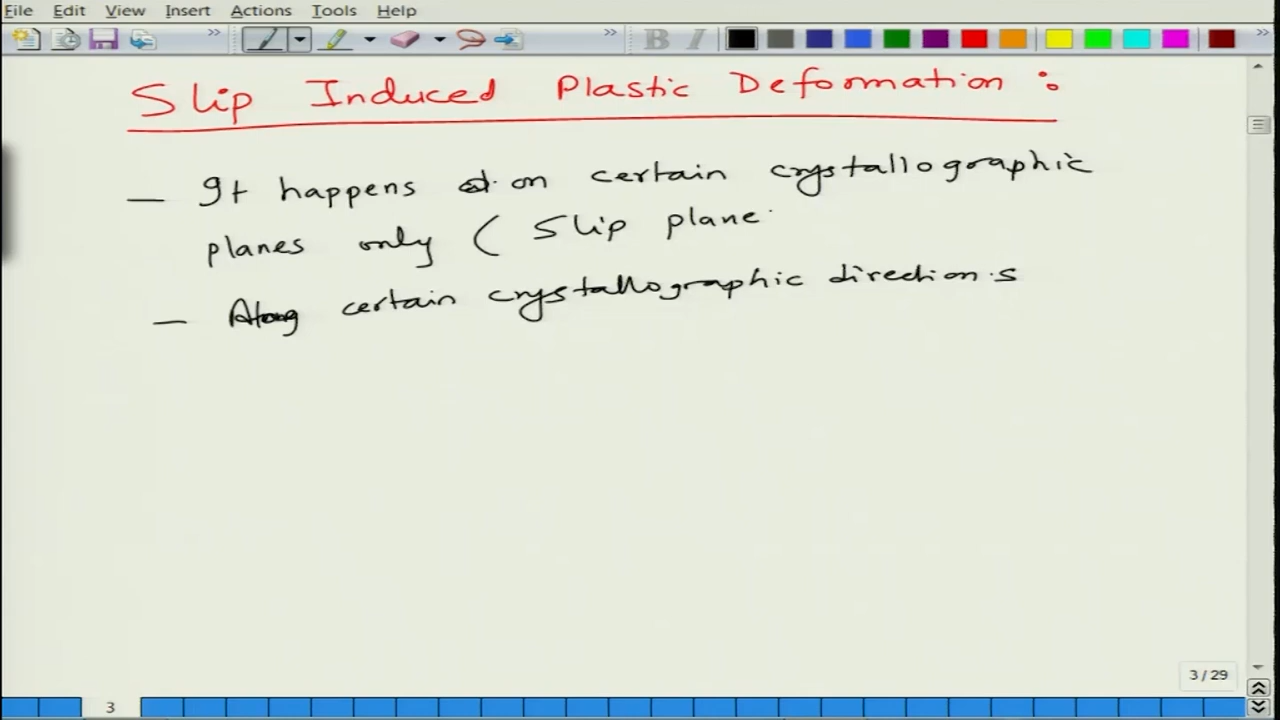 File Edit View Insert Actions Tools Help
B I
Slip Induced Plastic Deformation :
— It happens on certain crystallographic
planes only ( Slip plane
— Along certain crystallographic directions
3 / 29
3